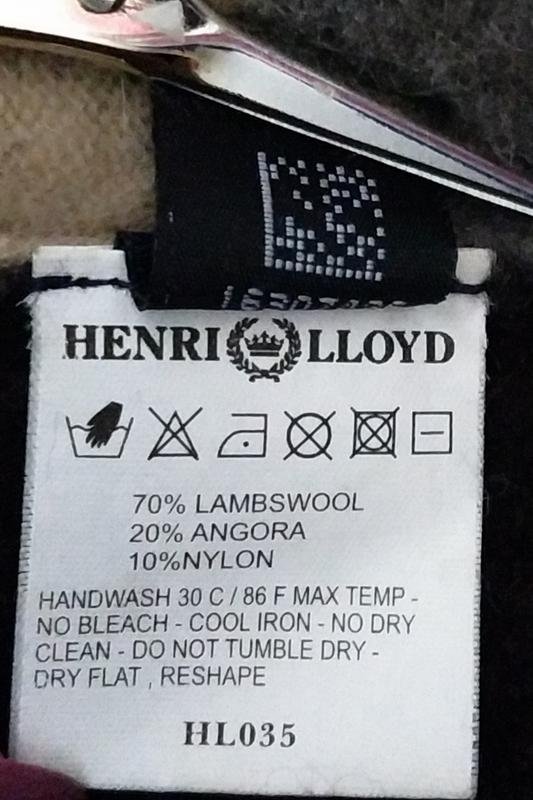 HENRI LLOYD
70% LAMBSWOOL
20% ANGORA
10%NYLON
HANDWASH 30 C / 86 F MAX TEMP -
NO BLEACH - COOL IRON - NO DRY
CLEAN - DO NOT TUMBLE DRY -
DRY FLAT , RESHAPE
HL035